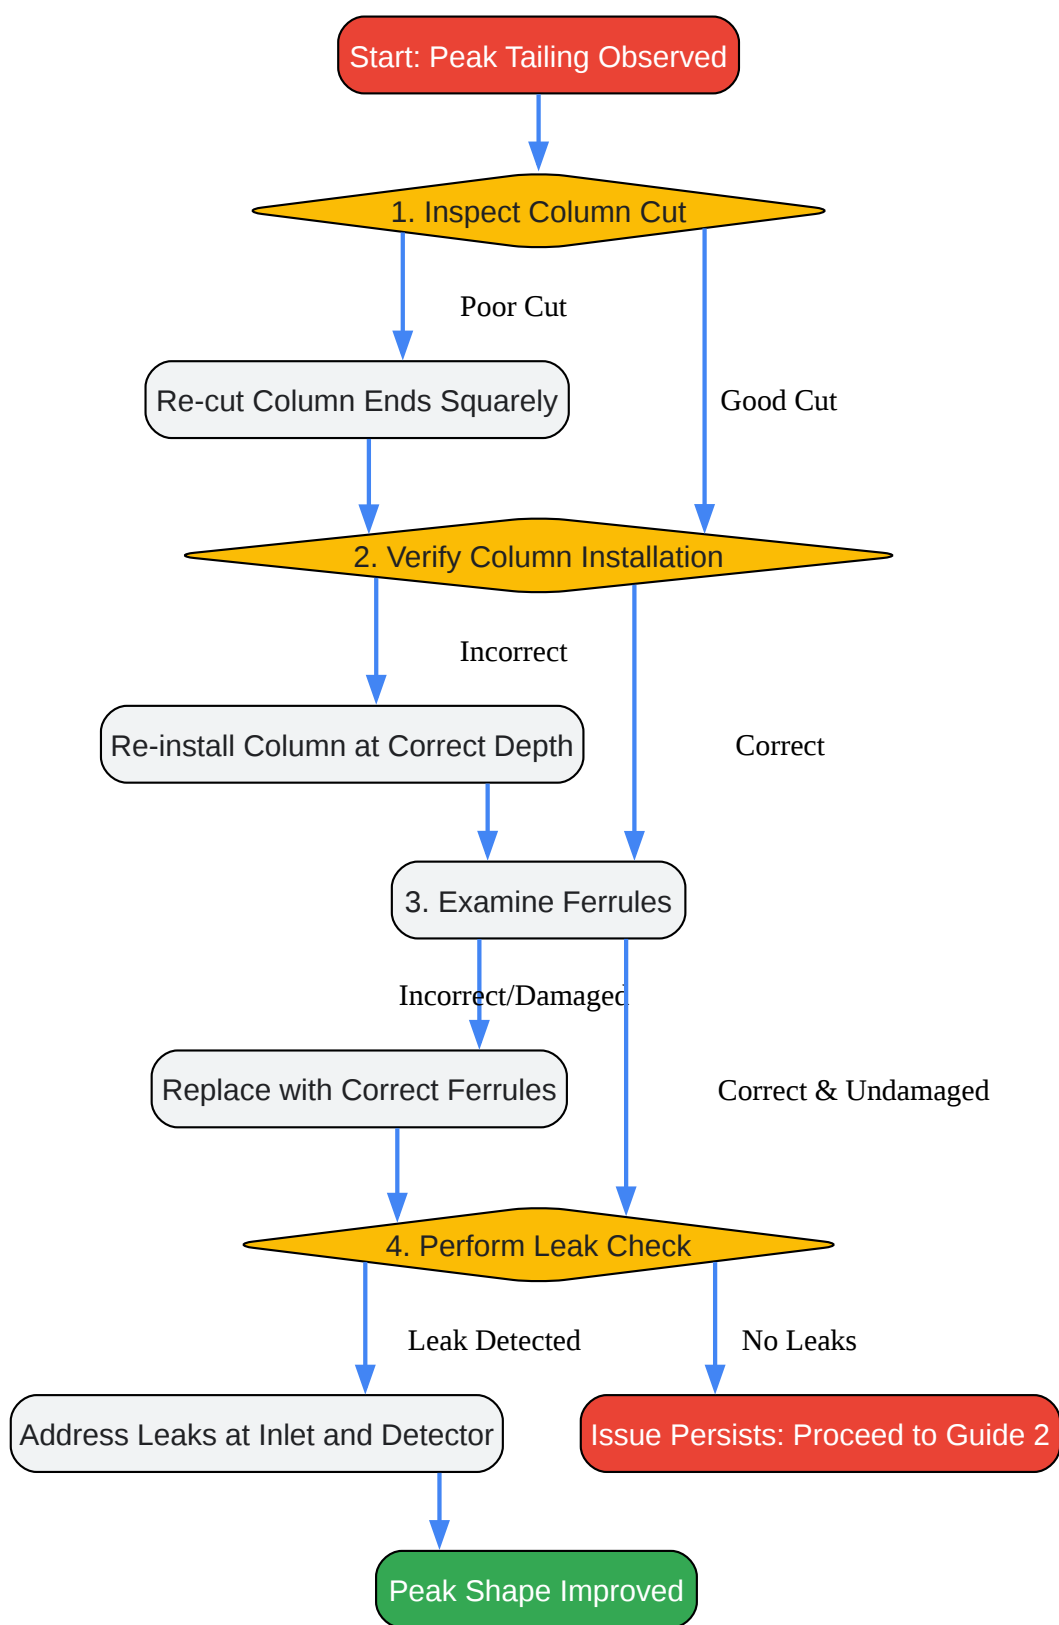 Start: Peak Tailing Observed
1. Inspect Column Cut
Poor Cut
Re-cut Column Ends Squarely
Good Cut
2. Verify Column Installation
Incorrect
Re-install Column at Correct Depth
Correct
3. Examine Ferrules
Incorrect/Damaged
Replace with Correct Ferrules
Correct & Undamaged
4. Perform Leak Check
Leak Detected
No Leaks
Address Leaks at Inlet and Detector
Issue Persists: Proceed to Guide 2
Peak Shape Improved